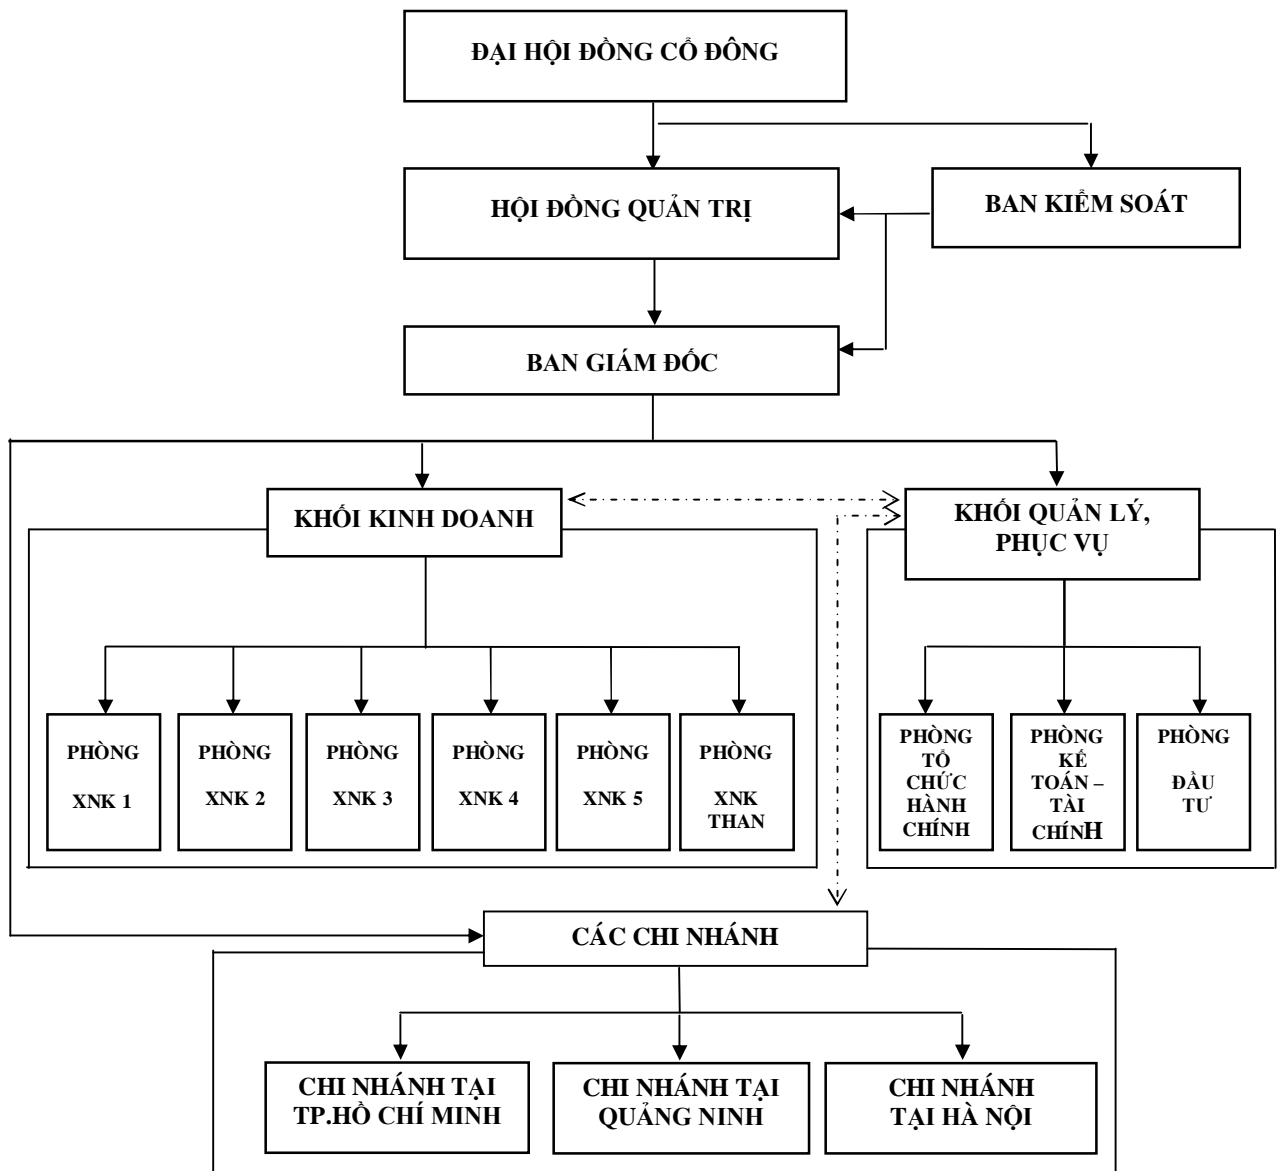 ĐẠI HỘI ĐỒNG CỔ ĐÔNG
HỘI ĐỒNG QUẢN TRỊ
BAN KIỂM SOÁT
BAN GIÁM ĐỐC
KHỐI KINH DOANH
KHỐI QUẢN LÝ,
PHỤC VỤ
PHÒNG
XNK 1
PHÒNG
XNK 2
PHÒNG
XNK 3
PHÒNG
XNK 4
PHÒNG
XNK 5
PHÒNG
XNK
THAN
PHÒNG
TỔ
CHỨC
HÀNH
CHÍNH
PHÒNG
KẾ
TOÁN –
TÀI
CHÍNH
PHÒNG
ĐẦU
TƯ
CÁC CHI NHÁNH
CHI NHÁNH TẠI
TP.HỒ CHÍ MINH
CHI NHÁNH TẠI
QUẢNG NINH
CHI NHÁNH
TẠI HÀ NỘI